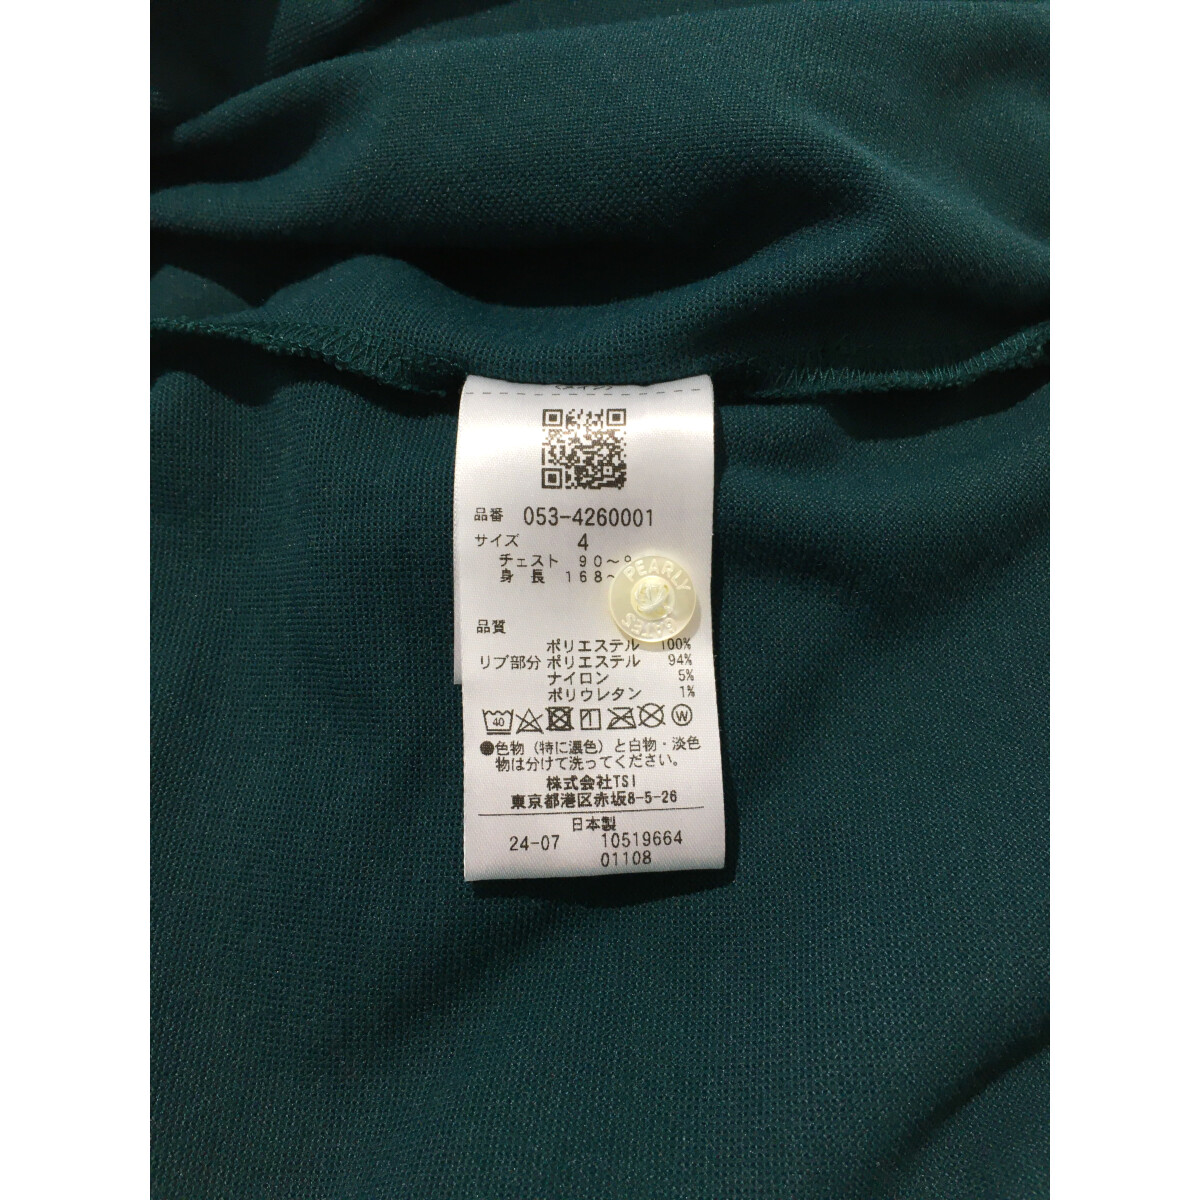 品番 053-4260001
サイズ 4
チェスト 90～
身長 168～
PEARLY
GATES
品質
ポリエステル 100%
リブ部分 ポリエステル 94%
ナイロン 5%
ポリウレタン 1%
40 W
●色物（特に濃色）と白物・淡色
物は分けて洗ってください。
株式会社TSI
東京都港区赤坂8-5-26
日本製
24-07 10519664
01108